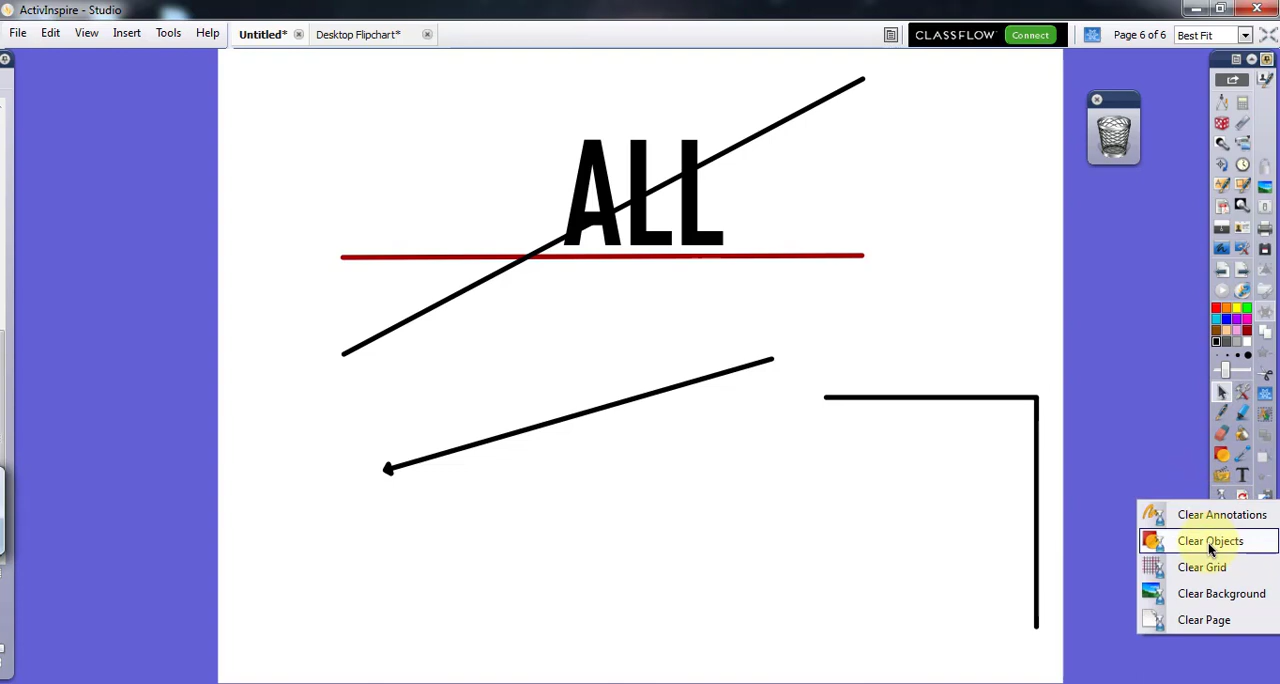 ActivInspire - Studio
File Edit View Insert Tools Help
Untitled* Desktop Flipchart*
CLASSFLOW Connect
Page 6 of 6 Best Fit
ALL
T
Clear Annotations
Clear Objects
Clear Grid
Clear Background
Clear Page